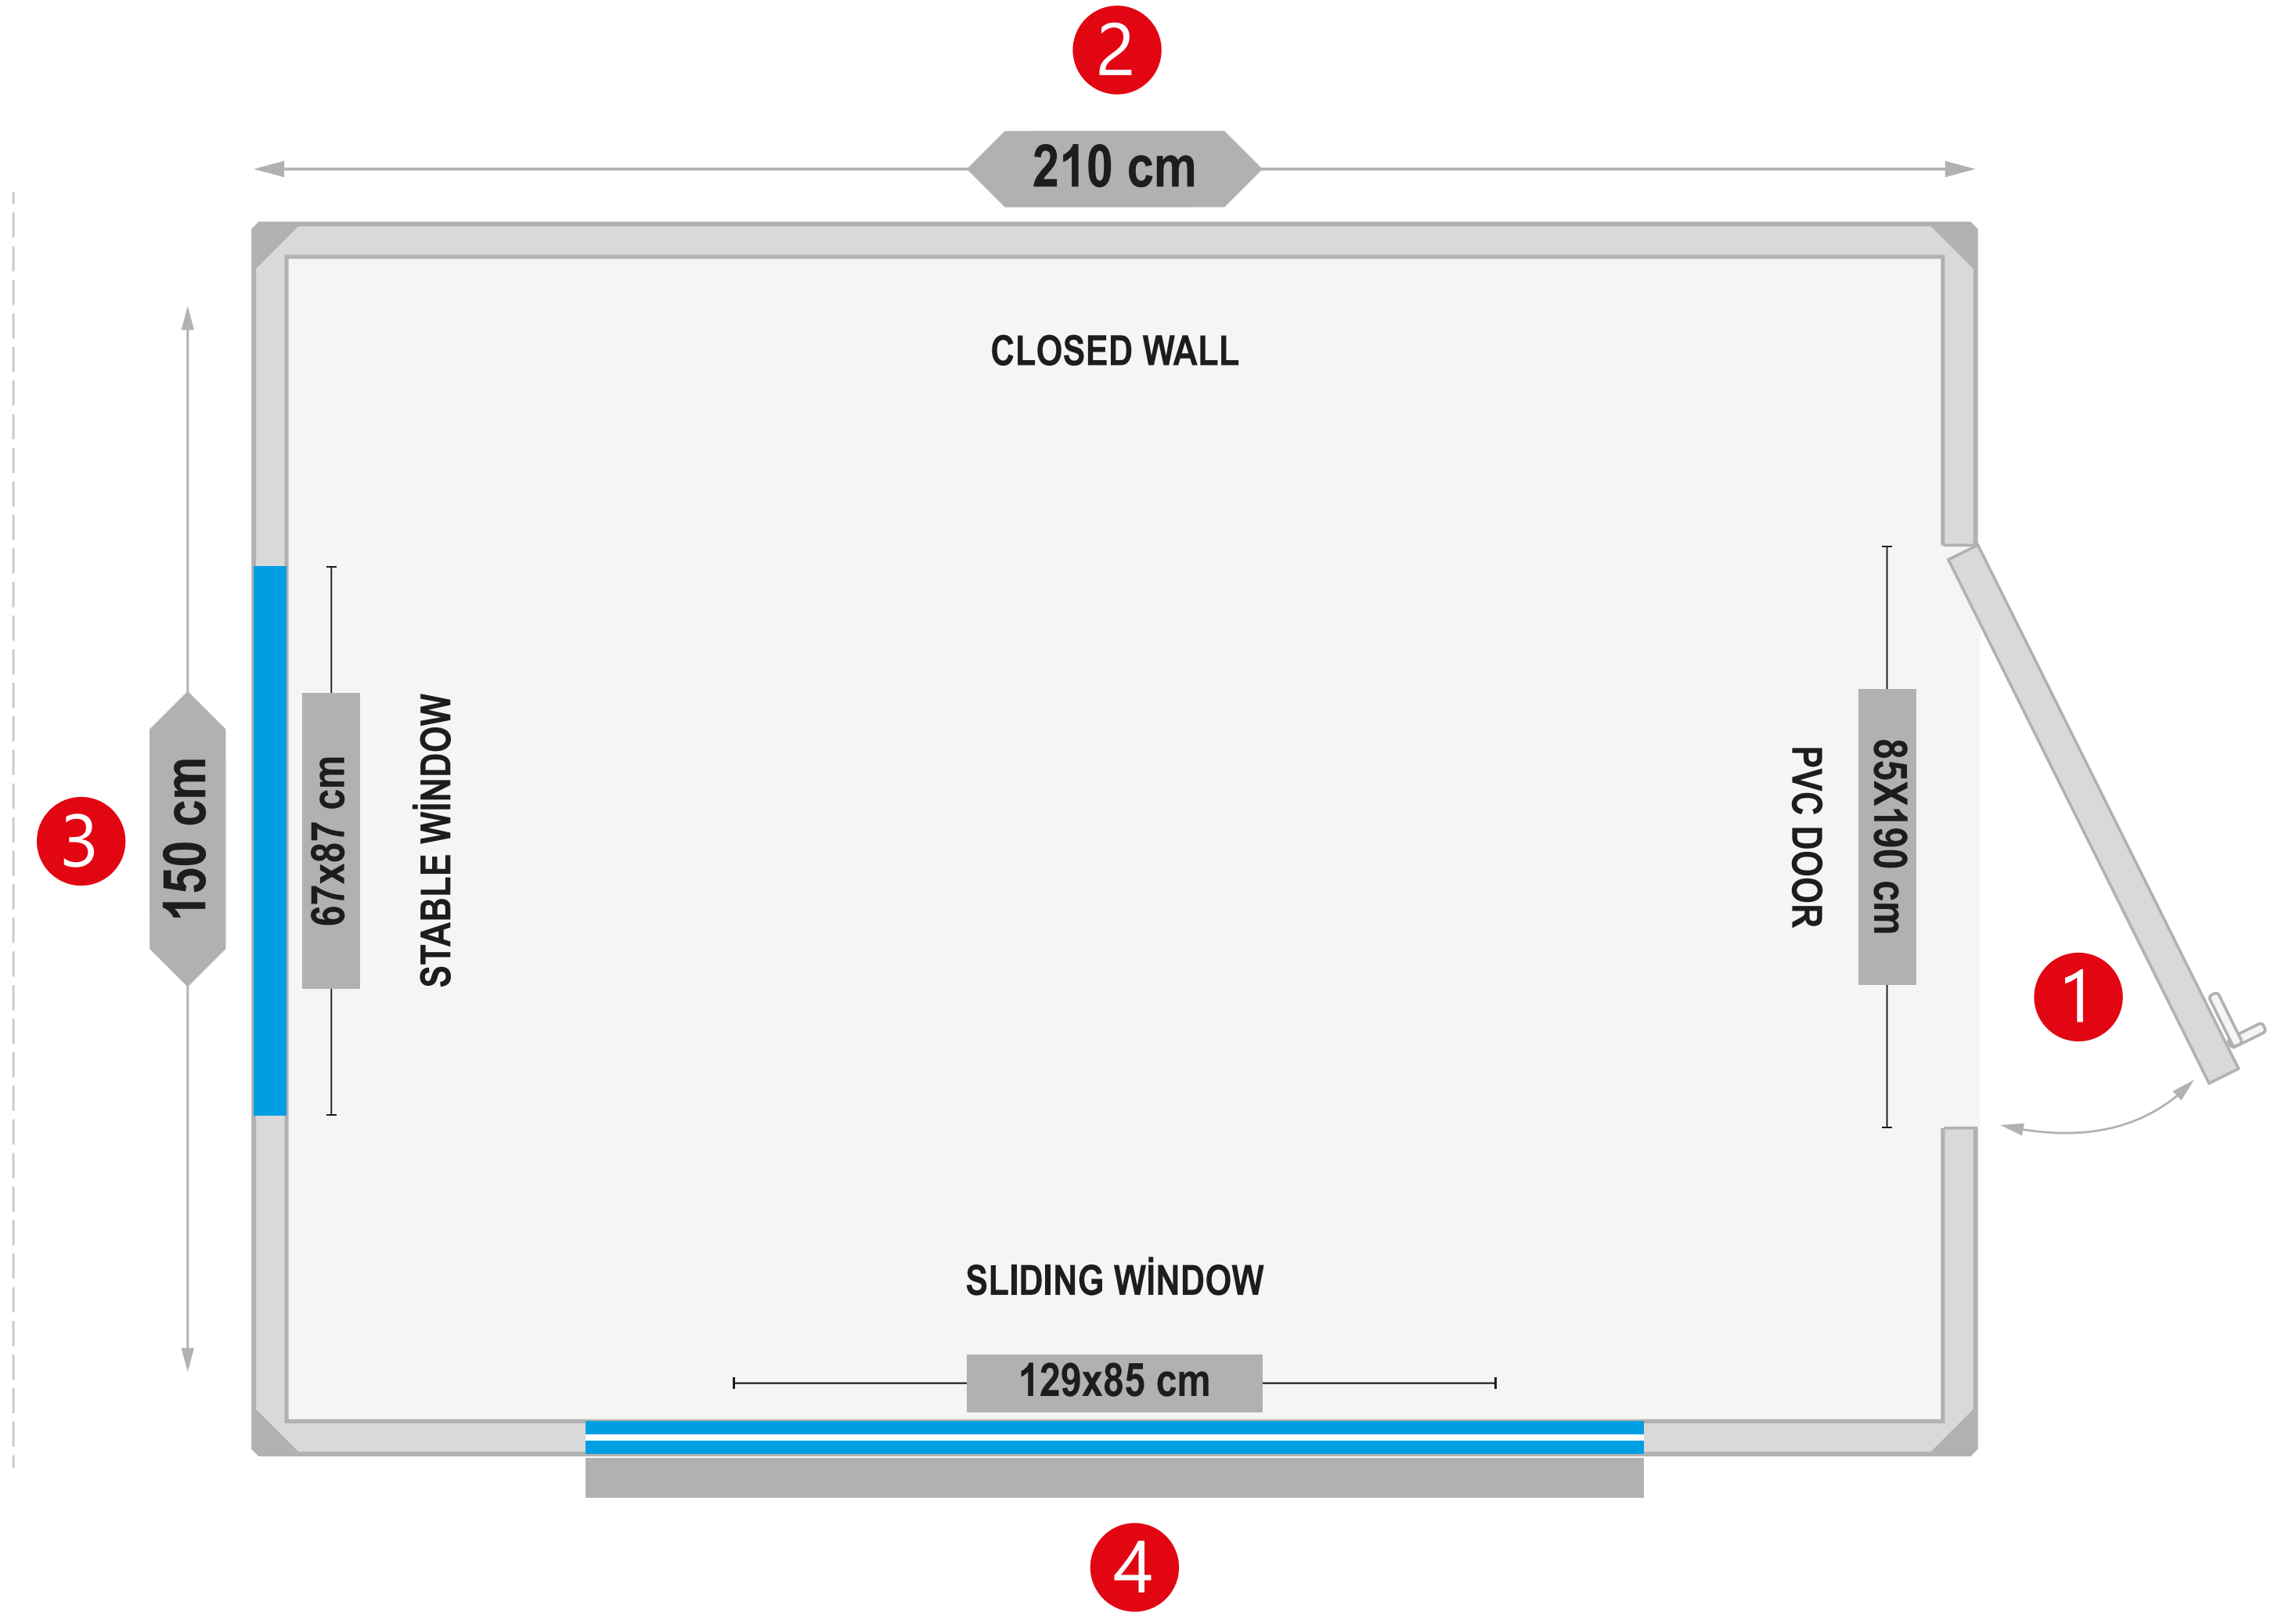 2
210 cm
CLOSED WALL
3
150 cm
67x87 cm
STABLE WİNDOW
PVC DOOR
85X190 cm
1
SLIDING WİNDOW
129x85 cm
4